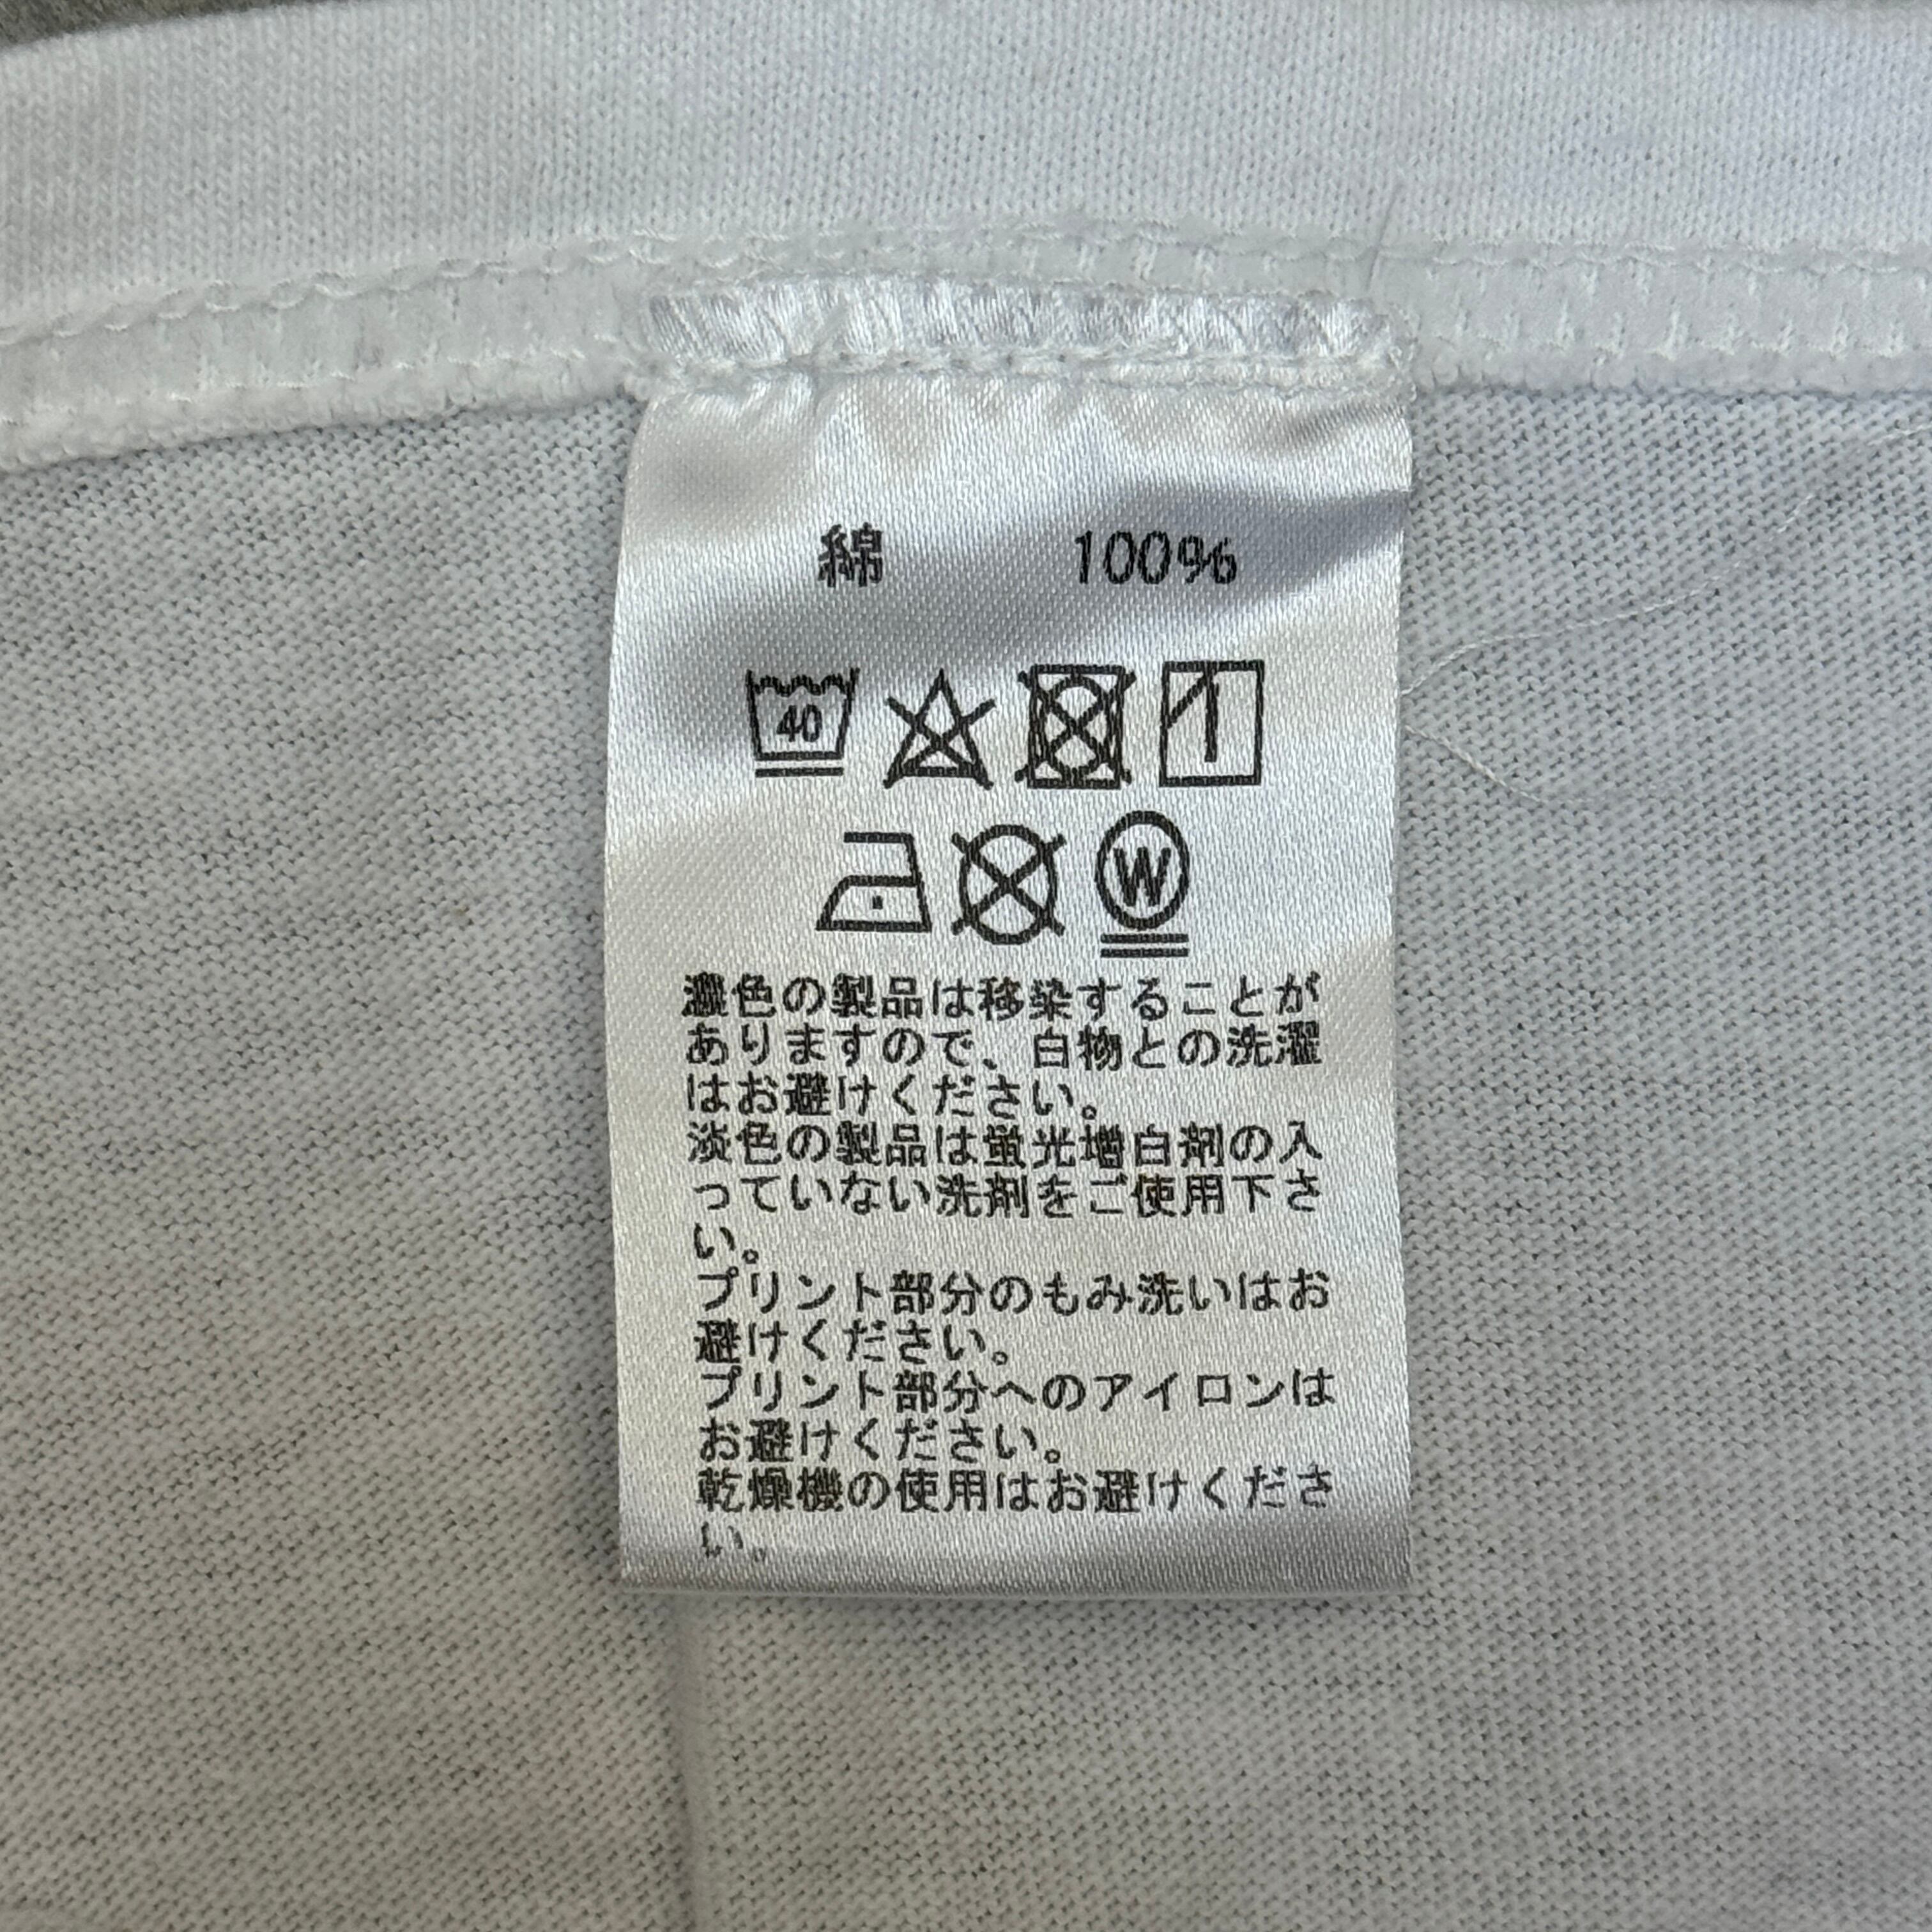 綿 100%
40
W
濃色の製品は移染することが
ありますので、白物との洗濯
はお避けください。
淡色の製品は蛍光増白剤の入
っていない洗剤をご使用下さ
い。
プリント部分のもみ洗いはお
避けください。
プリント部分へのアイロンは
お避けください。
乾燥機の使用はお避けくださ
い。